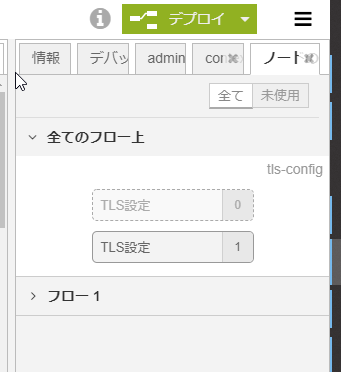 デプロイ
情報 デバッ admin con ノート
全て 未使用
全てのフロー上
tls-config
TLS設定 0
TLS設定 1
フロー 1